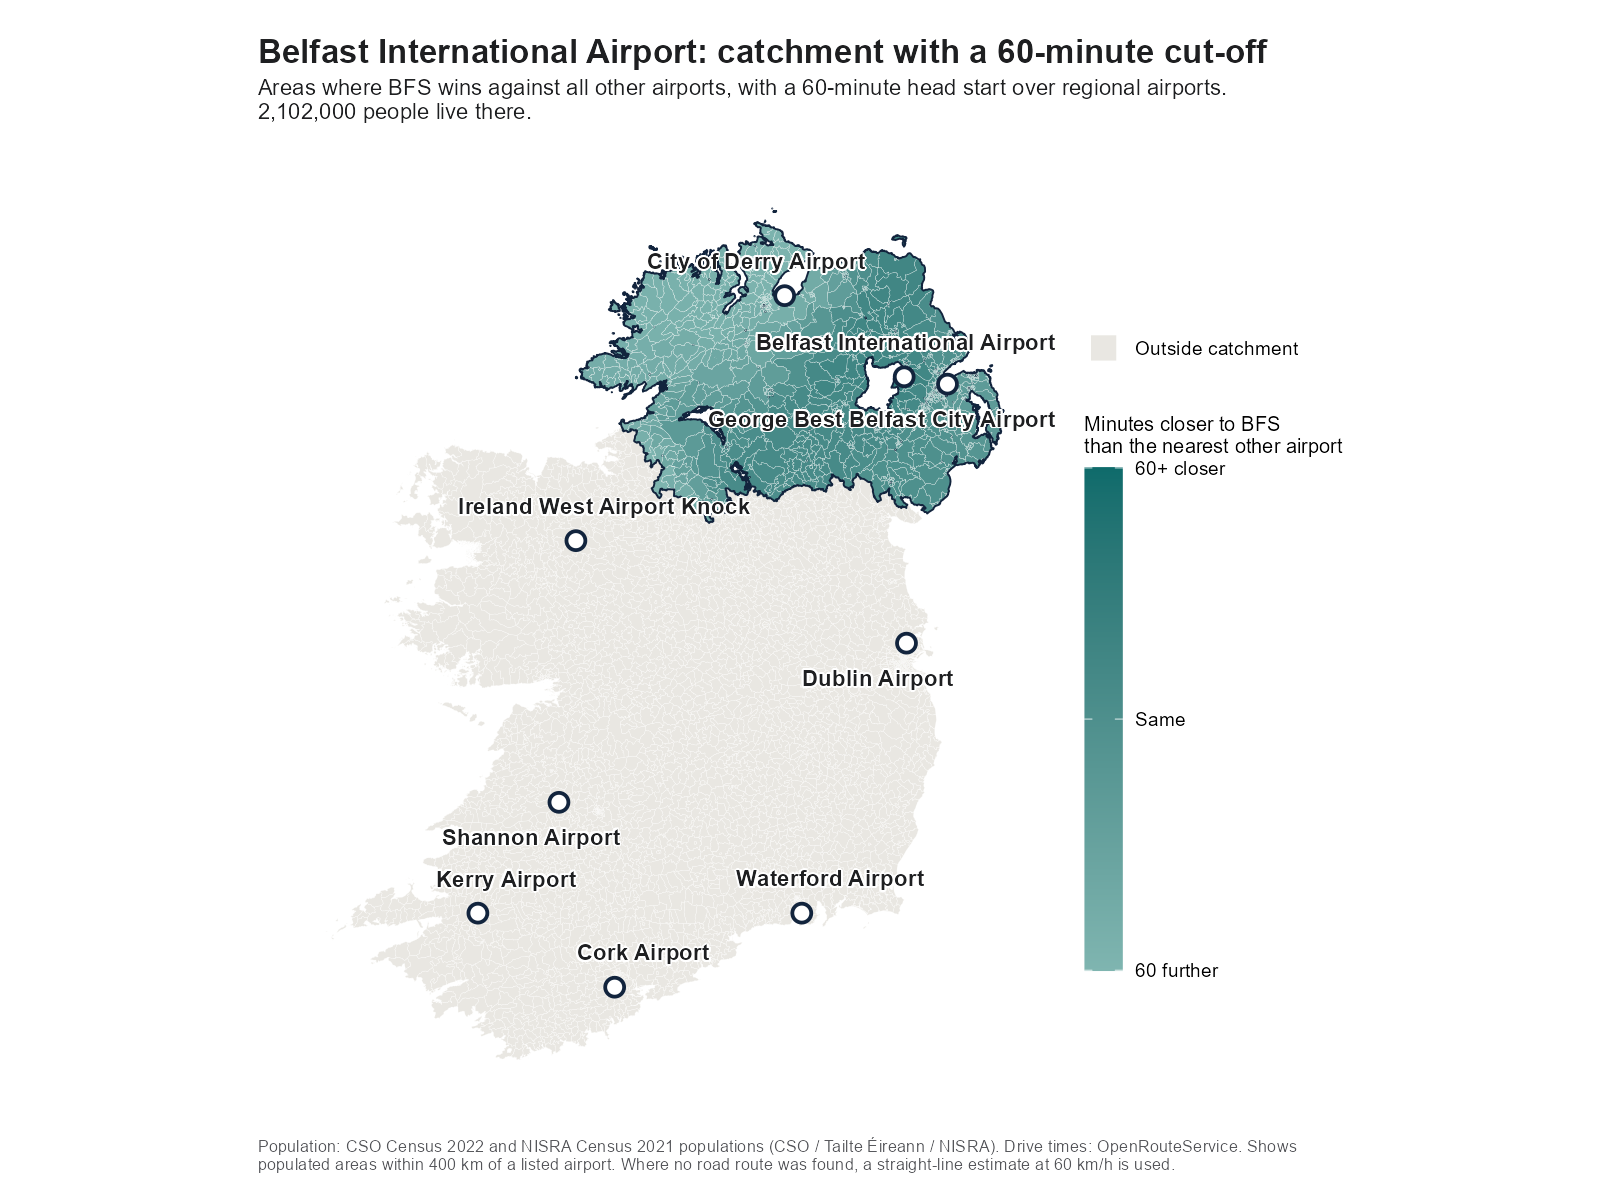 Belfast International Airport: catchment with a 60-minute cut-off
Areas where BFS wins against all other airports, with a 60-minute head start over regional airports.
2,102,000 people live there.
City of Derry Airport
Belfast International Airport
Outside catchment
George Best Belfast City Airport
Minutes closer to BFS
than the nearest other airport
60+ closer
Ireland West Airport Knock
Dublin Airport
Same
Shannon Airport
Kerry Airport
Waterford Airport
Cork Airport
60 further
Population: CSO Census 2022 and NISRA Census 2021 populations (CSO / Tailte Éireann / NISRA). Drive times: OpenRouteService. Shows
populated areas within 400 km of a listed airport. Where no road route was found, a straight-line estimate at 60 km/h is used.